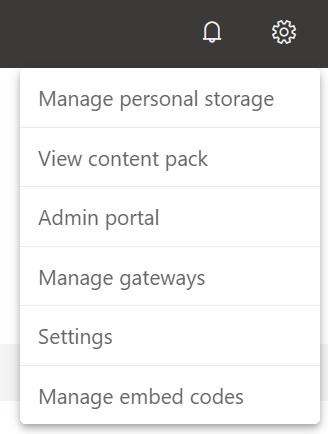 Manage personal storage
View content pack
Admin portal
Manage gateways
Settings
Manage embed codes